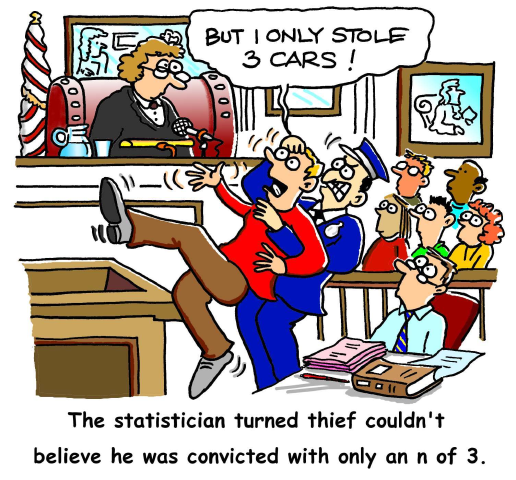 BUT I ONLY STOLE
3 CARS!
The statistician turned thief couldn't
believe he was convicted with only an n of 3.